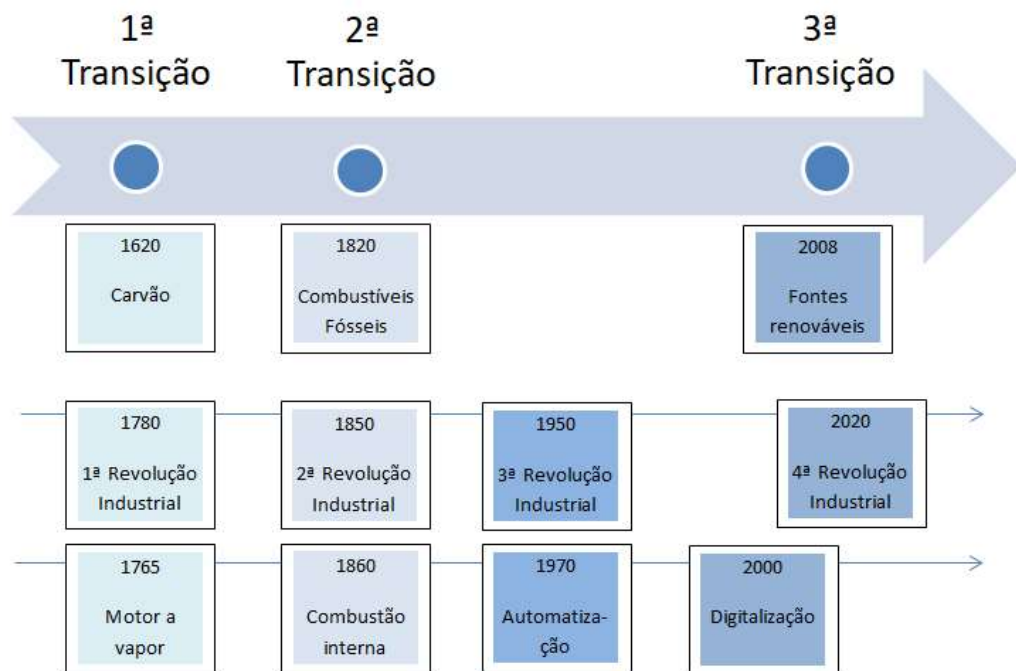 1ª
Transição
2ª
Transição
3ª
Transição
1620
Carvão
1820
Combustíveis
Fósseis
2008
Fontes
renováveis
1780
1ª Revolução
Industrial
1850
2ª Revolução
Industrial
1950
3ª Revolução
Industrial
2020
4ª Revolução
Industrial
1765
Motor a
vapor
1860
Combustão
interna
1970
Automatiza-
ção
2000
Digitalização